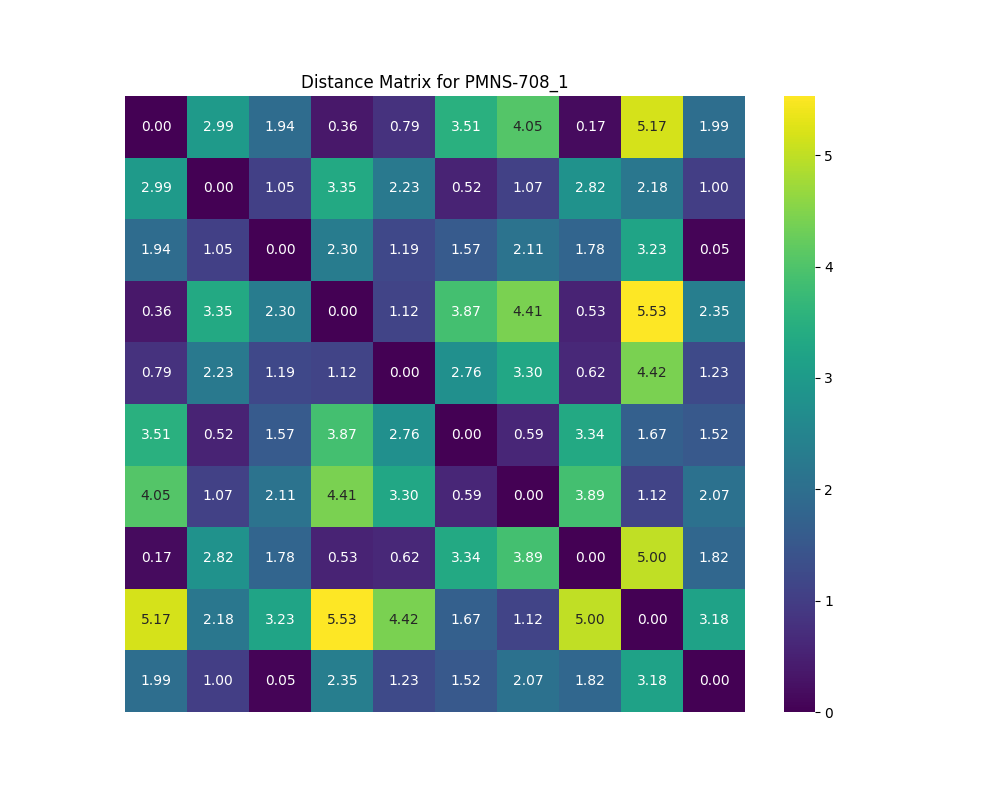 Distance Matrix for PMNS-708_1
0.00 2.99 1.94 0.36 0.79 3.51 4.05 0.17 5.17 1.99
2.99 0.00 1.05 3.35 2.23 0.52 1.07 2.82 2.18 1.00
1.94 1.05 0.00 2.30 1.19 1.57 2.11 1.78 3.23 0.05
0.36 3.35 2.30 0.00 1.12 3.87 4.41 0.53 5.53 2.35
0.79 2.23 1.19 1.12 0.00 2.76 3.30 0.62 4.42 1.23
3.51 0.52 1.57 3.87 2.76 0.00 0.59 3.34 1.67 1.52
4.05 1.07 2.11 4.41 3.30 0.59 0.00 3.89 1.12 2.07
0.17 2.82 1.78 0.53 0.62 3.34 3.89 0.00 5.00 1.82
5.17 2.18 3.23 5.53 4.42 1.67 1.12 5.00 0.00 3.18
1.99 1.00 0.05 2.35 1.23 1.52 2.07 1.82 3.18 0.00
5
4
3
2
1
0